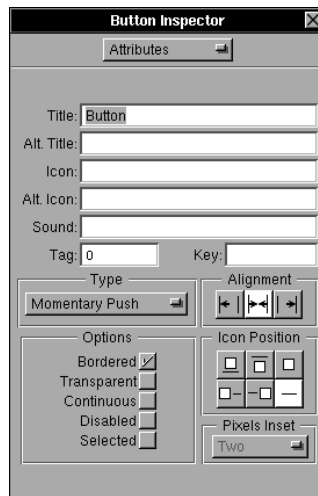 Button Inspector
Attributes
Title: Button
Alt. Title:
Icon:
Alt. Icon:
Sound:
Tag: 0 Key:
Type
Alignment
Momentary Push
Options
Icon Position
Bordered
Transparent
Continuous
Disabled
Selected
Pixels Inset
Two